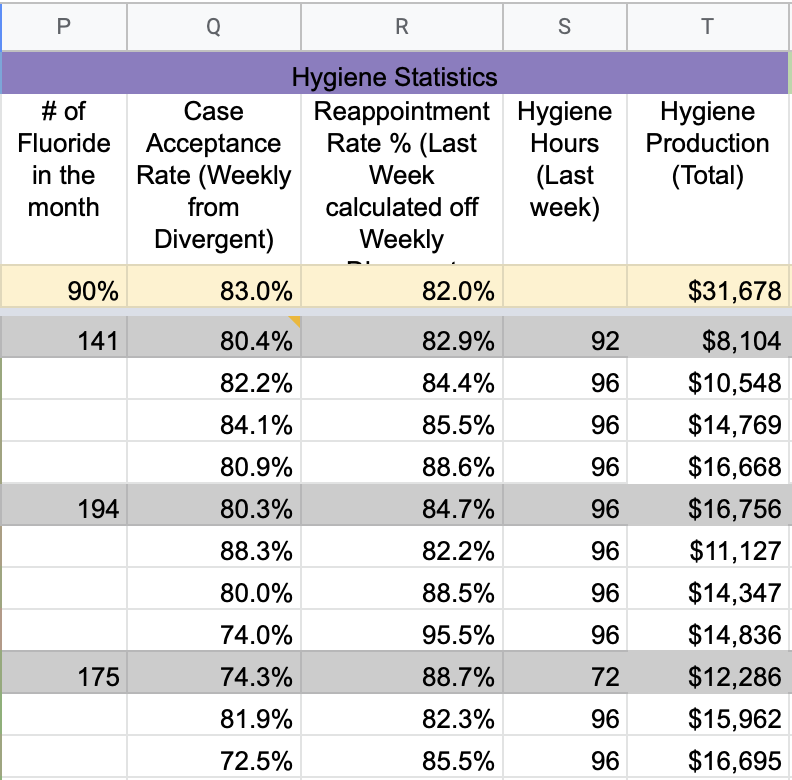 P Q R S T
Hygiene Statistics
# of Fluoride in the month Case Acceptance Rate (Weekly from Divergent) Reappointment Rate % (Last Week calculated off Weekly Hygiene Hours (Last week) Hygiene Production (Total)
90% 83.0% 82.0% $31,678
141 80.4% 82.9% 92 $8,104
82.2% 84.4% 96 $10,548
84.1% 85.5% 96 $14,769
80.9% 88.6% 96 $16,668
194 80.3% 84.7% 96 $16,756
88.3% 82.2% 96 $11,127
80.0% 88.5% 96 $14,347
74.0% 95.5% 96 $14,836
175 74.3% 88.7% 72 $12,286
81.9% 82.3% 96 $15,962
72.5% 85.5% 96 $16,695